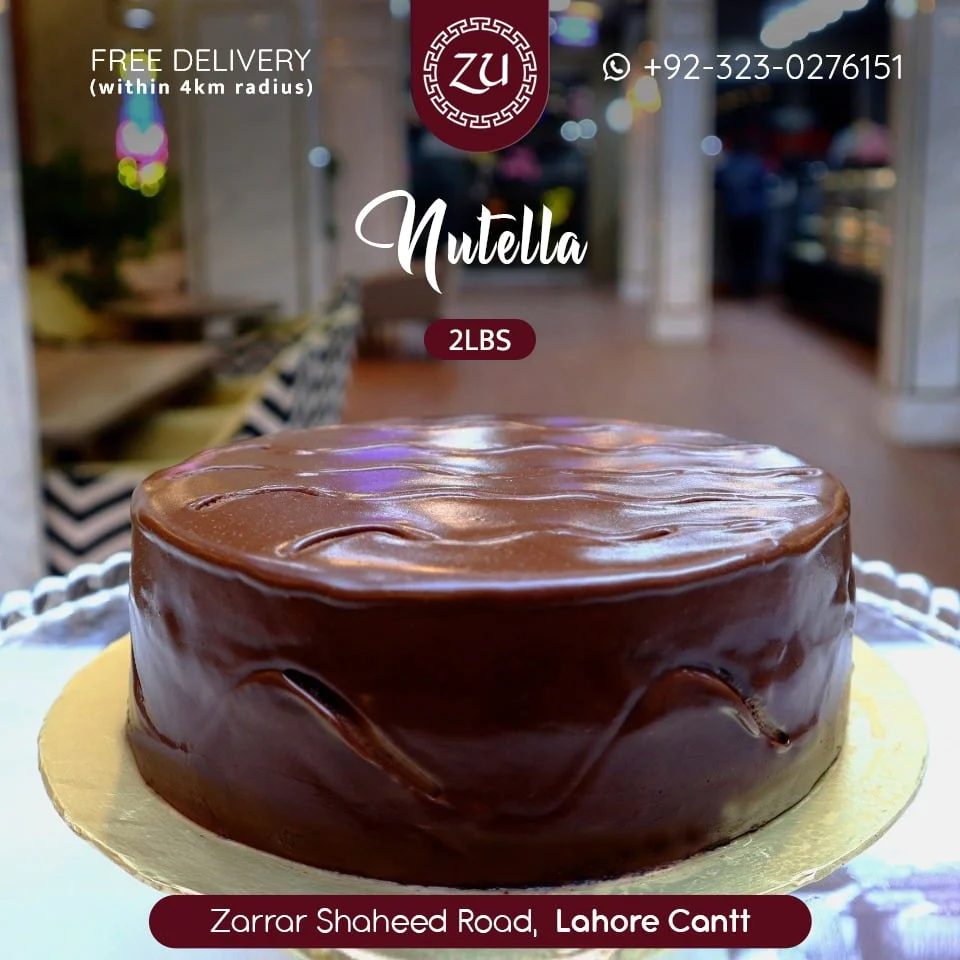 FREE DELIVERY
(within 4km radius)
ZU
+92-323-0276151
Nutella
2LBS
Zarrar Shaheed Road, Lahore Cantt